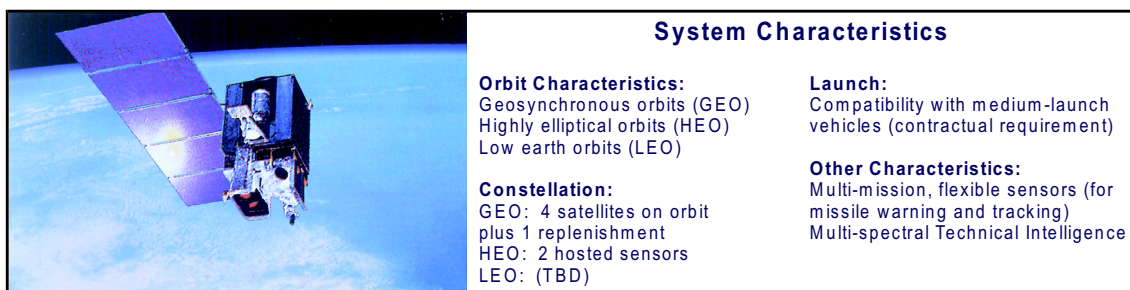 System Characteristics
Orbit Characteristics:
Geosynchronous orbits (GEO)
Highly elliptical orbits (HEO)
Low earth orbits (LEO)
Constellation:
GEO: 4 satellites on orbit
plus 1 replenishment
HEO: 2 hosted sensors
LEO: (TBD)
Launch:
Compatibility with medium-launch
vehicles (contractual requirement)
Other Characteristics:
Multi-mission, flexible sensors (for
missile warning and tracking)
Multi-spectral Technical Intelligence